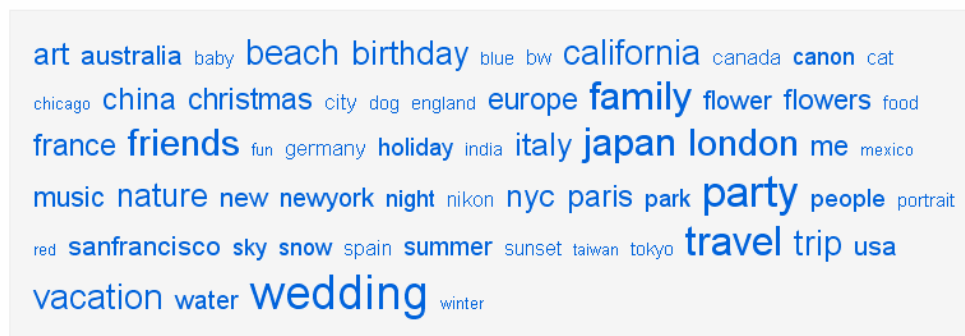 art australia baby beach birthday blue bw california canada canon cat
chicago china christmas city dog england europe family flower flowers food
france friends fun germany holiday india italy japan london me mexico
music nature new newyork night nikon nyc paris park party people portrait
red sanfrancisco sky snow spain summer sunset taiwan tokyo travel trip usa
vacation water wedding winter